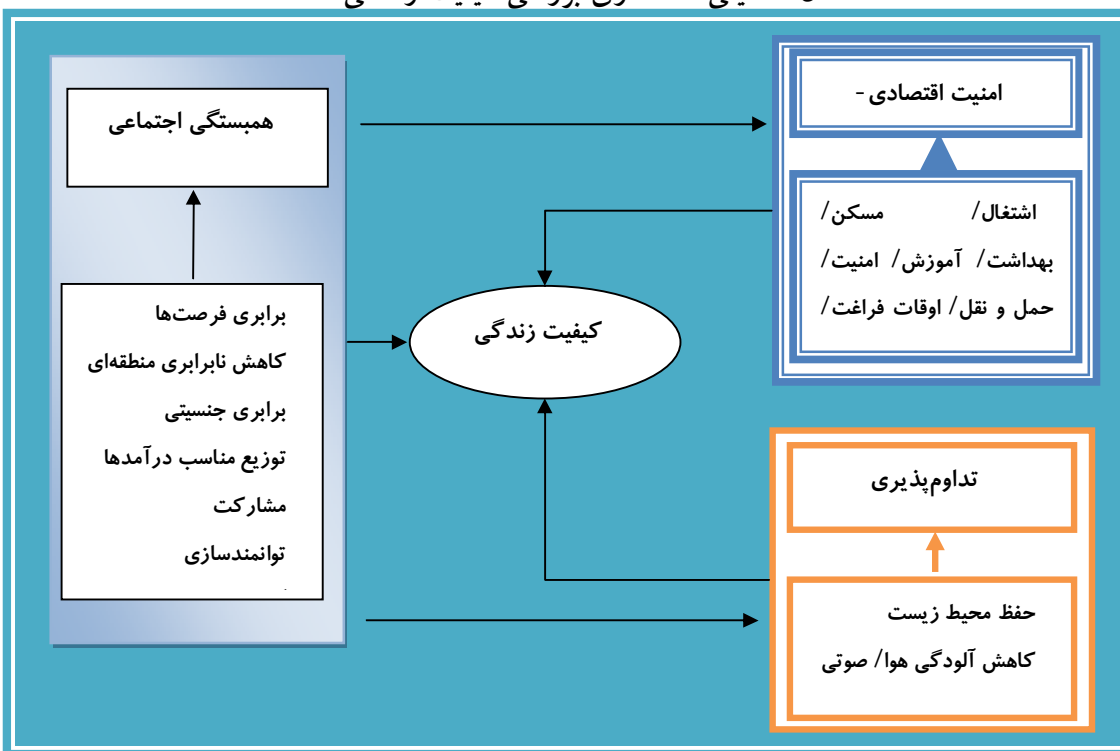 همبستگی اجتماعی
برابری فرصت‌ها
کاهش نابرابری منطقه‌ای
برابری جنسیتی
توزیع مناسب درآمدها
مشارکت
توانمندسازی
کیفیت زندگی
امنیت اقتصادی -
اشتغال/ مسکن/
بهداشت/ آموزش/ امنیت/
حمل و نقل/ اوقات فراغت/
تداوم‌پذیری
حفظ محیط زیست
کاهش آلودگی هوا/ صوتی